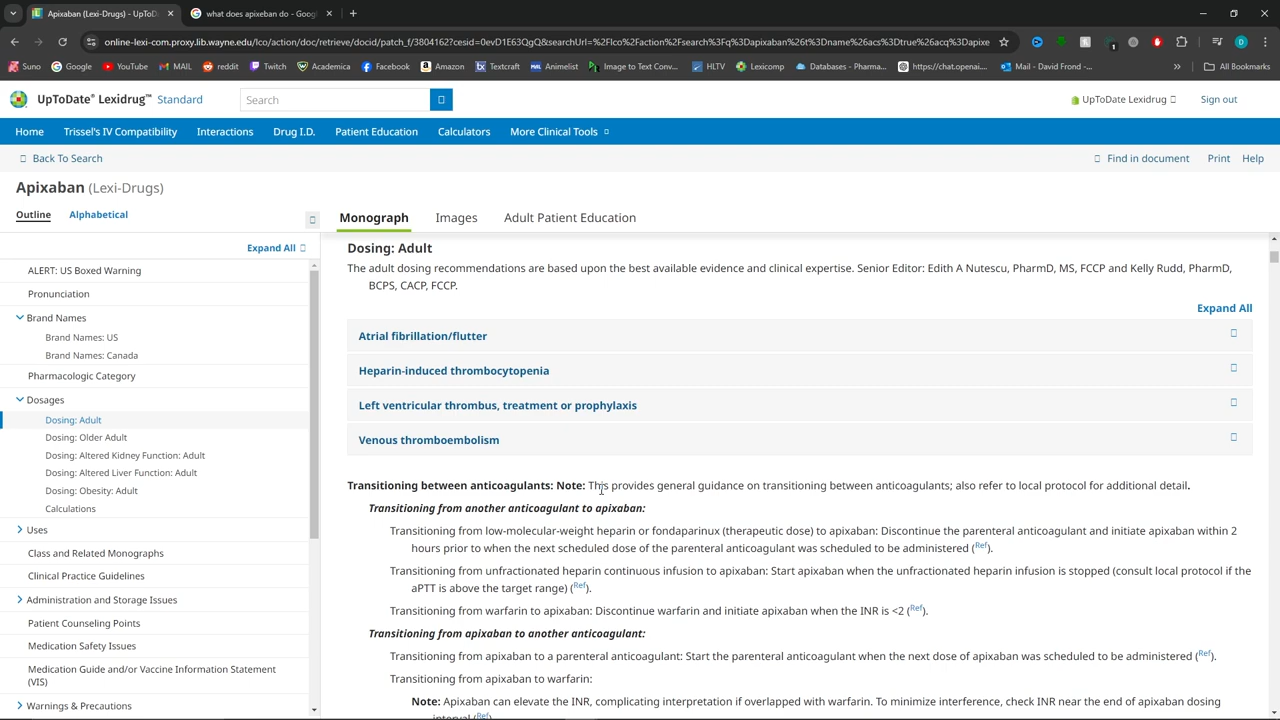 Apixaban (Lexi-Drugs) - UpToD
what does apixeban do - Goog
online-lexi-com.proxy.lib.wayne.edu/lco/action/doc/retrieve/docid/patch_f/3804162?cesid=0evD1E63QgQ&searchUrl=%2Flco%2Faction%2Fsearch%3Fq%3Dapixaban%26t%3Dname%26acs%3Dtrue%26acq%3Dapixe
Suno Google YouTube MAIL reddit Twitch Academica Facebook Amazon Textcraft Animelist Image to Text Conv... HLTV Lexicomp Databases - Pharma... https://chat.openai.... Mail - David Frond -... » All Bookmarks
UpToDate® Lexidrug™ Standard
Search
UpToDate Lexidrug
Sign out
Home Trissel's IV Compatibility Interactions Drug I.D. Patient Education Calculators More Clinical Tools
Back To Search
Find in document Print Help
Apixaban (Lexi-Drugs)
Outline Alphabetical
Expand All
ALERT: US Boxed Warning
Pronunciation
Brand Names
Brand Names: US
Brand Names: Canada
Pharmacologic Category
Dosages
Dosing: Adult
Dosing: Older Adult
Dosing: Altered Kidney Function: Adult
Dosing: Altered Liver Function: Adult
Dosing: Obesity: Adult
Calculations
Uses
Class and Related Monographs
Clinical Practice Guidelines
Administration and Storage Issues
Patient Counseling Points
Medication Safety Issues
Medication Guide and/or Vaccine Information Statement
(VIS)
Warnings & Precautions
Monograph Images Adult Patient Education
Dosing: Adult
The adult dosing recommendations are based upon the best available evidence and clinical expertise. Senior Editor: Edith A Nutescu, PharmD, MS, FCCP and Kelly Rudd, PharmD,
BCPS, CACP, FCCP.
Expand All
Atrial fibrillation/flutter
Heparin-induced thrombocytopenia
Left ventricular thrombus, treatment or prophylaxis
Venous thromboembolism
Transitioning between anticoagulants: Note: This provides general guidance on transitioning between anticoagulants; also refer to local protocol for additional detail.
Transitioning from another anticoagulant to apixaban:
Transitioning from low-molecular-weight heparin or fondaparinux (therapeutic dose) to apixaban: Discontinue the parenteral anticoagulant and initiate apixaban within 2
hours prior to when the next scheduled dose of the parenteral anticoagulant was scheduled to be administered (Ref).
Transitioning from unfractionated heparin continuous infusion to apixaban: Start apixaban when the unfractionated heparin infusion is stopped (consult local protocol if the
aPTT is above the target range) (Ref).
Transitioning from warfarin to apixaban: Discontinue warfarin and initiate apixaban when the INR is <2 (Ref).
Transitioning from apixaban to another anticoagulant:
Transitioning from apixaban to a parenteral anticoagulant: Start the parenteral anticoagulant when the next dose of apixaban was scheduled to be administered (Ref).
Transitioning from apixaban to warfarin:
Note: Apixaban can elevate the INR, complicating interpretation if overlapped with warfarin. To minimize interference, check INR near the end of apixaban dosing
interval (Ref).